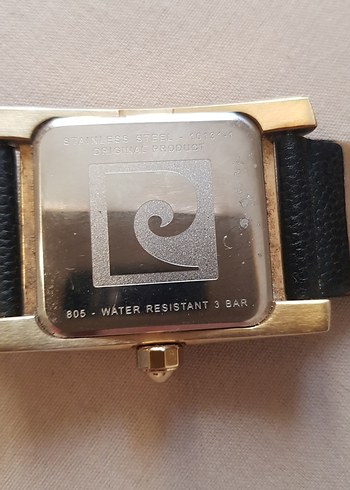 STAINLESS STEEL
ORIGINAL PRODUCT
805 - WATER RESISTANT 3 BAR